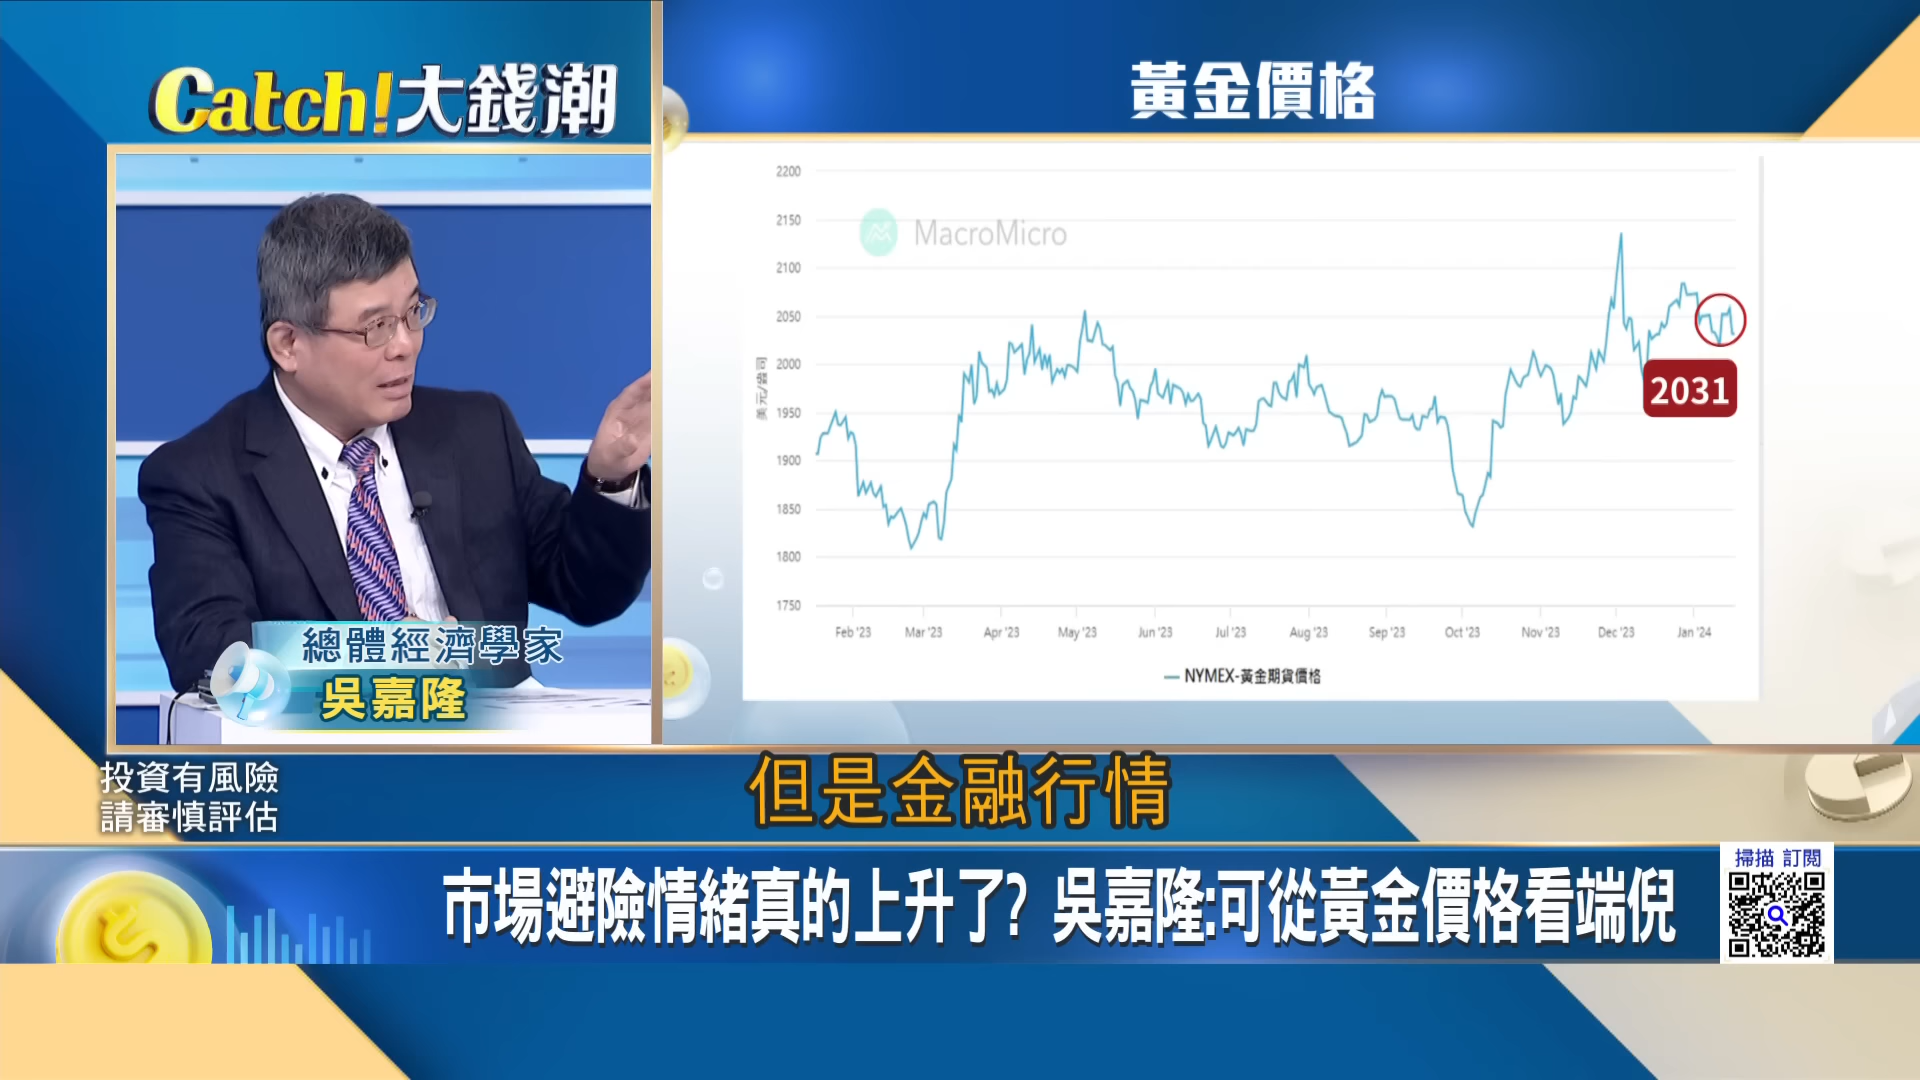 Catch!大錢潮
黃金價格
MacroMicro
2200
2150
2100
2050
2000
1950
1900
1850
1800
1750
美元/盎司
2031
Feb '23
Mar '23
Apr '23
May '23
Jun '23
Jul '23
Aug '23
Sep '23
Oct '23
Nov '23
Dec '23
Jan '24
NYMEX-黃金期貨價格
總體經濟學家
吳嘉隆
投資有風險
請審慎評估
但是金融行情
市場避險情緒真的上升了? 吳嘉隆:可從黃金價格看端倪
掃描 訂閱